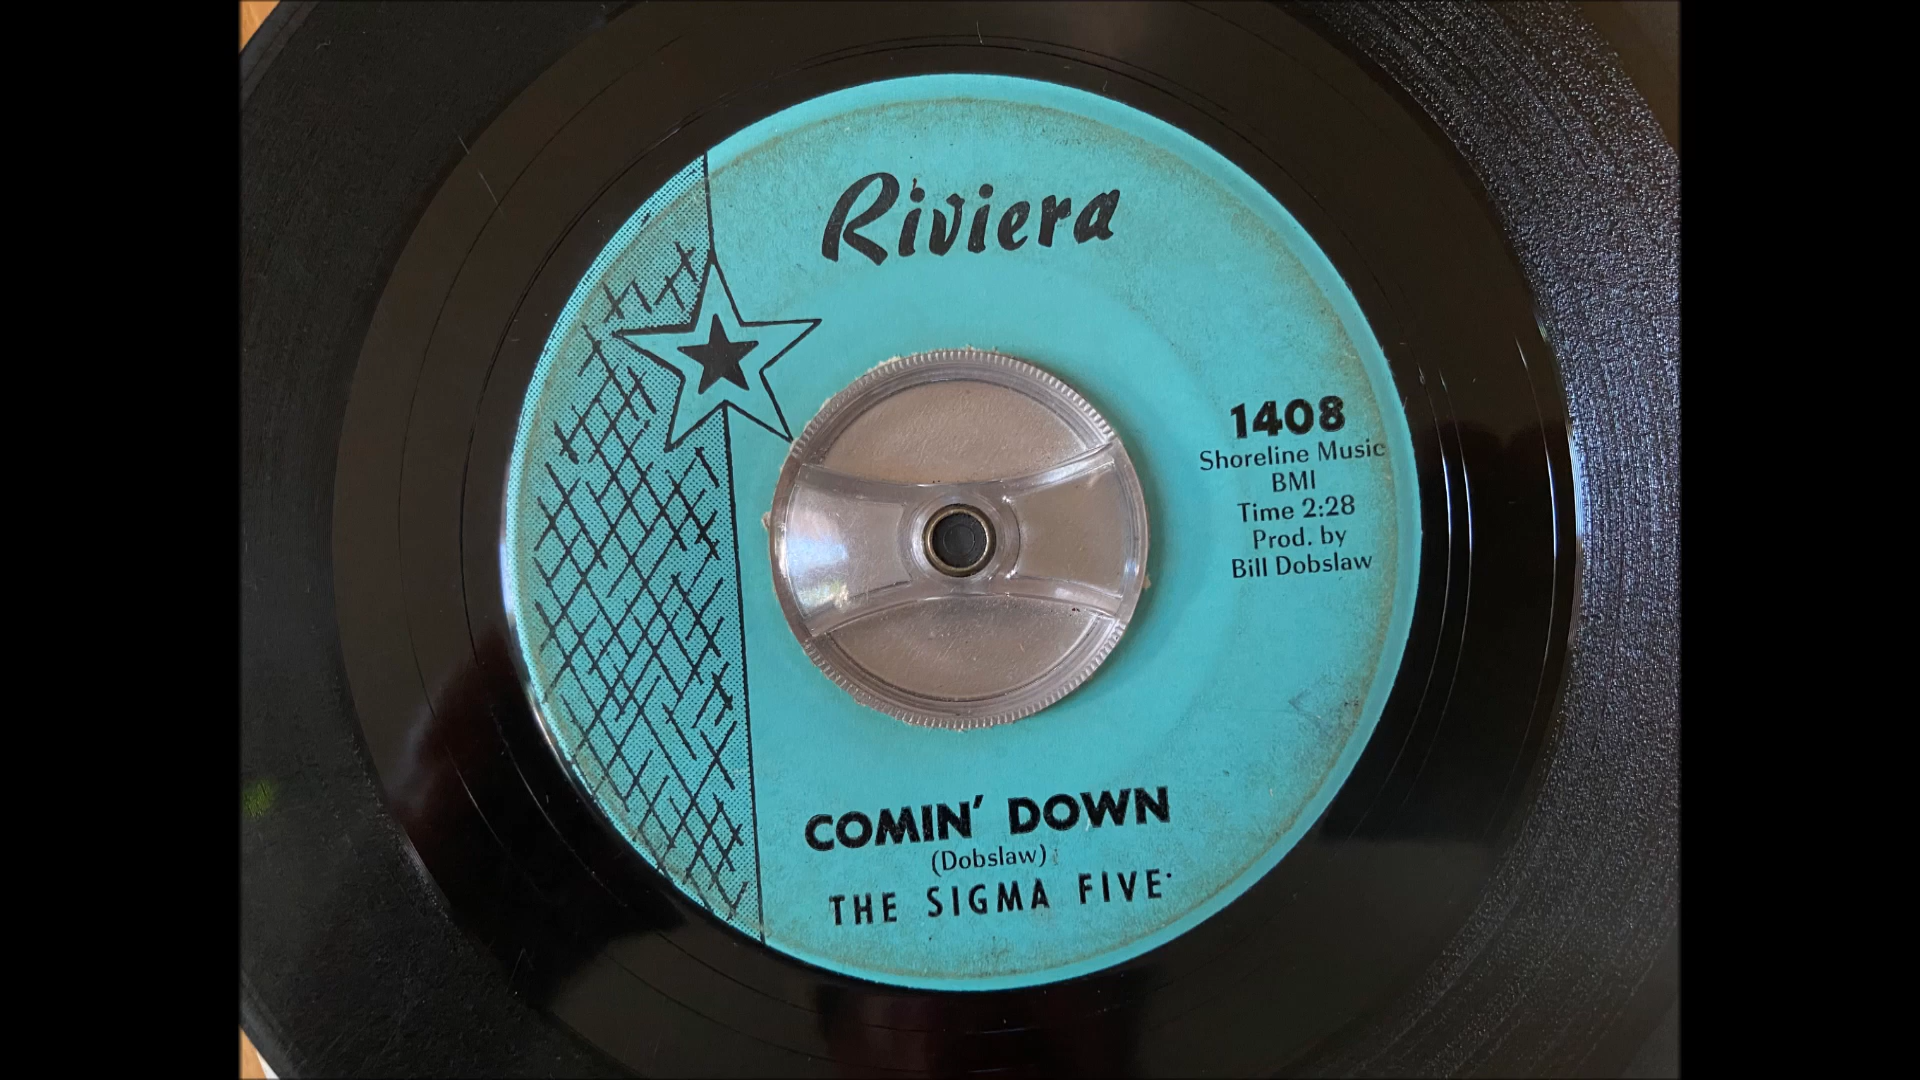 Riviera
1408
Shoreline Music
BMI
Time 2:28
Prod. by
Bill Dobslaw
COMIN' DOWN
(Dobslaw)
THE SIGMA FIVE